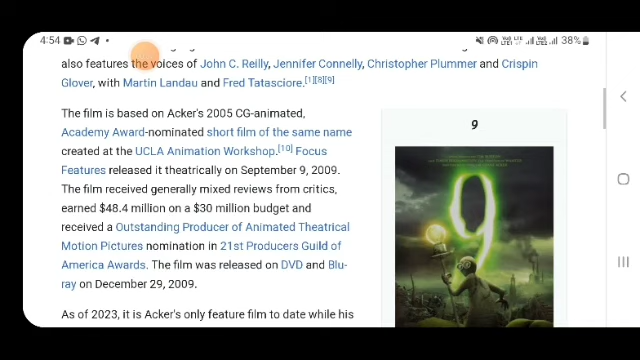 4:54
38%
also features the voices of John C. Reilly, Jennifer Connelly, Christopher Plummer and Crispin
Glover, with Martin Landau and Fred Tatasciore.[1][8][9]
The film is based on Acker's 2005 CG-animated,
Academy Award-nominated short film of the same name
created at the UCLA Animation Workshop.[10] Focus
Features released it theatrically on September 9, 2009.
The film received generally mixed reviews from critics,
earned $48.4 million on a $30 million budget and
received a Outstanding Producer of Animated Theatrical
Motion Pictures nomination in 21st Producers Guild of
America Awards. The film was released on DVD and Blu-
ray on December 29, 2009.
As of 2023, it is Acker's only feature film to date while his
9
9